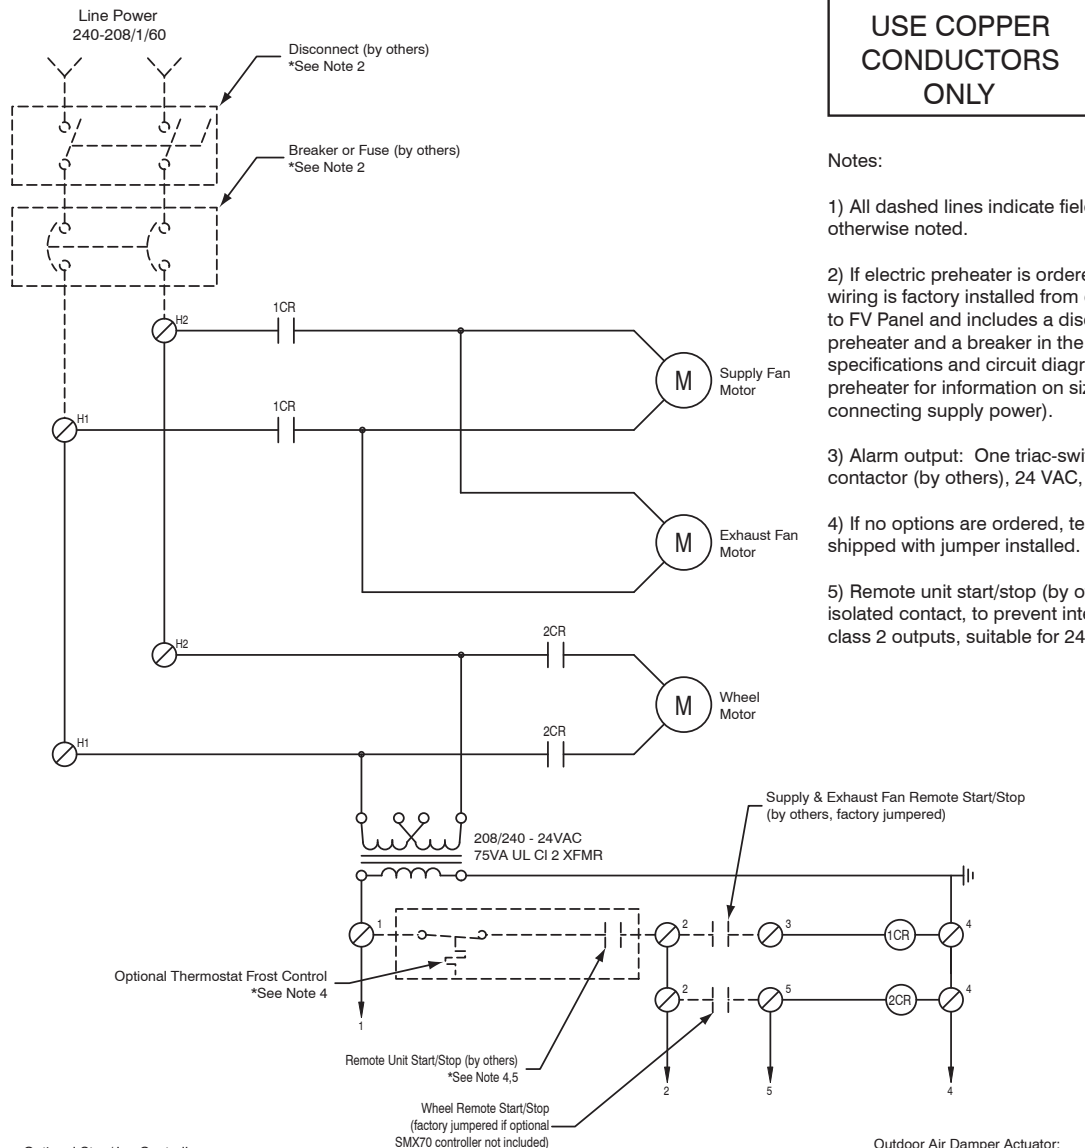 Line Power
240-208/1/60
Disconnect (by others)
*See Note 2
Breaker or Fuse (by others)
*See Note 2
USE COPPER
CONDUCTORS
ONLY
Notes:
1) All dashed lines indicate fiel
otherwise noted.
2) If electric preheater is ordere
wiring is factory installed from
to FV Panel and includes a disc
preheater and a breaker in the
specifications and circuit diagr
preheater for information on siz
connecting supply power).
3) Alarm output: One triac-swi
contactor (by others), 24 VAC,
4) If no options are ordered, te
shipped with jumper installed.
5) Remote unit start/stop (by o
isolated contact, to prevent inte
class 2 outputs, suitable for 24
H2
1CR
M
Supply Fan
Motor
H1
1CR
M
Exhaust Fan
Motor
H2
2CR
M
Wheel
Motor
H1
2CR
208/240 - 24VAC
75VA UL Cl 2 XFMR
Supply & Exhaust Fan Remote Start/Stop
(by others, factory jumpered)
1
2
3
1CR
4
Optional Thermostat Frost Control
*See Note 4
2
5
2CR
4
1
Remote Unit Start/Stop (by others)
*See Note 4,5
2
5
4
Wheel Remote Start/Stop
(factory jumpered if optional
SMX70 controller not included)
Outdoor Air Damper Actuator: